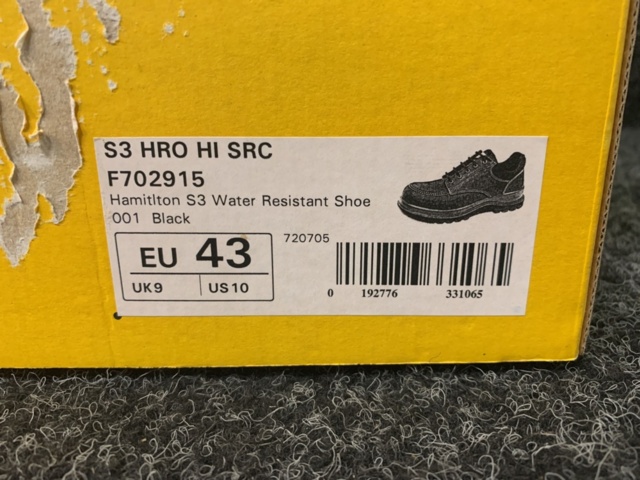 S3 HRO HI SRC
F702915
Hamitlton S3 Water Resistant Shoe
001 Black
EU 43
UK9 US10
720705
0 192776 331065